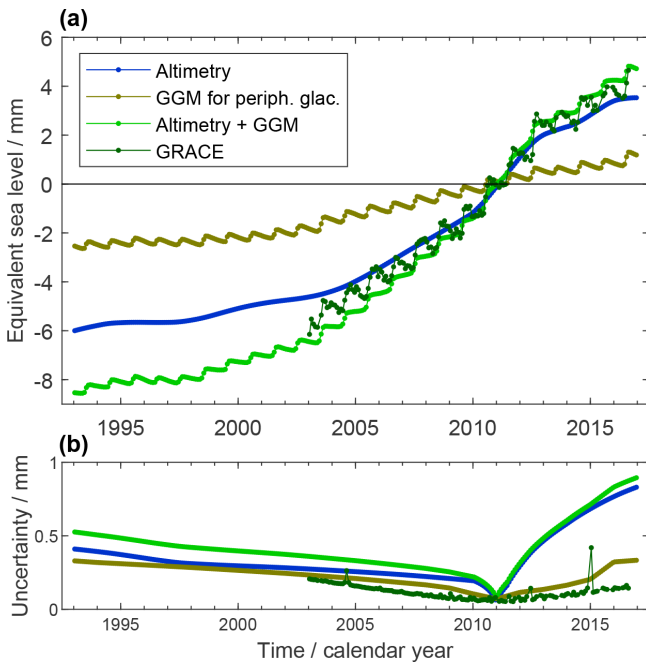 (a)
6
4
2
0
-2
-4
-6
-8
Equivalent sea level / mm
Altimetry
GGM for periph. glac.
Altimetry + GGM
GRACE
1995
2000
2005
2010
2015
(b)
1
0.5
0
Uncertainty / mm
1995
2000
2005
2010
2015
Time / calendar year